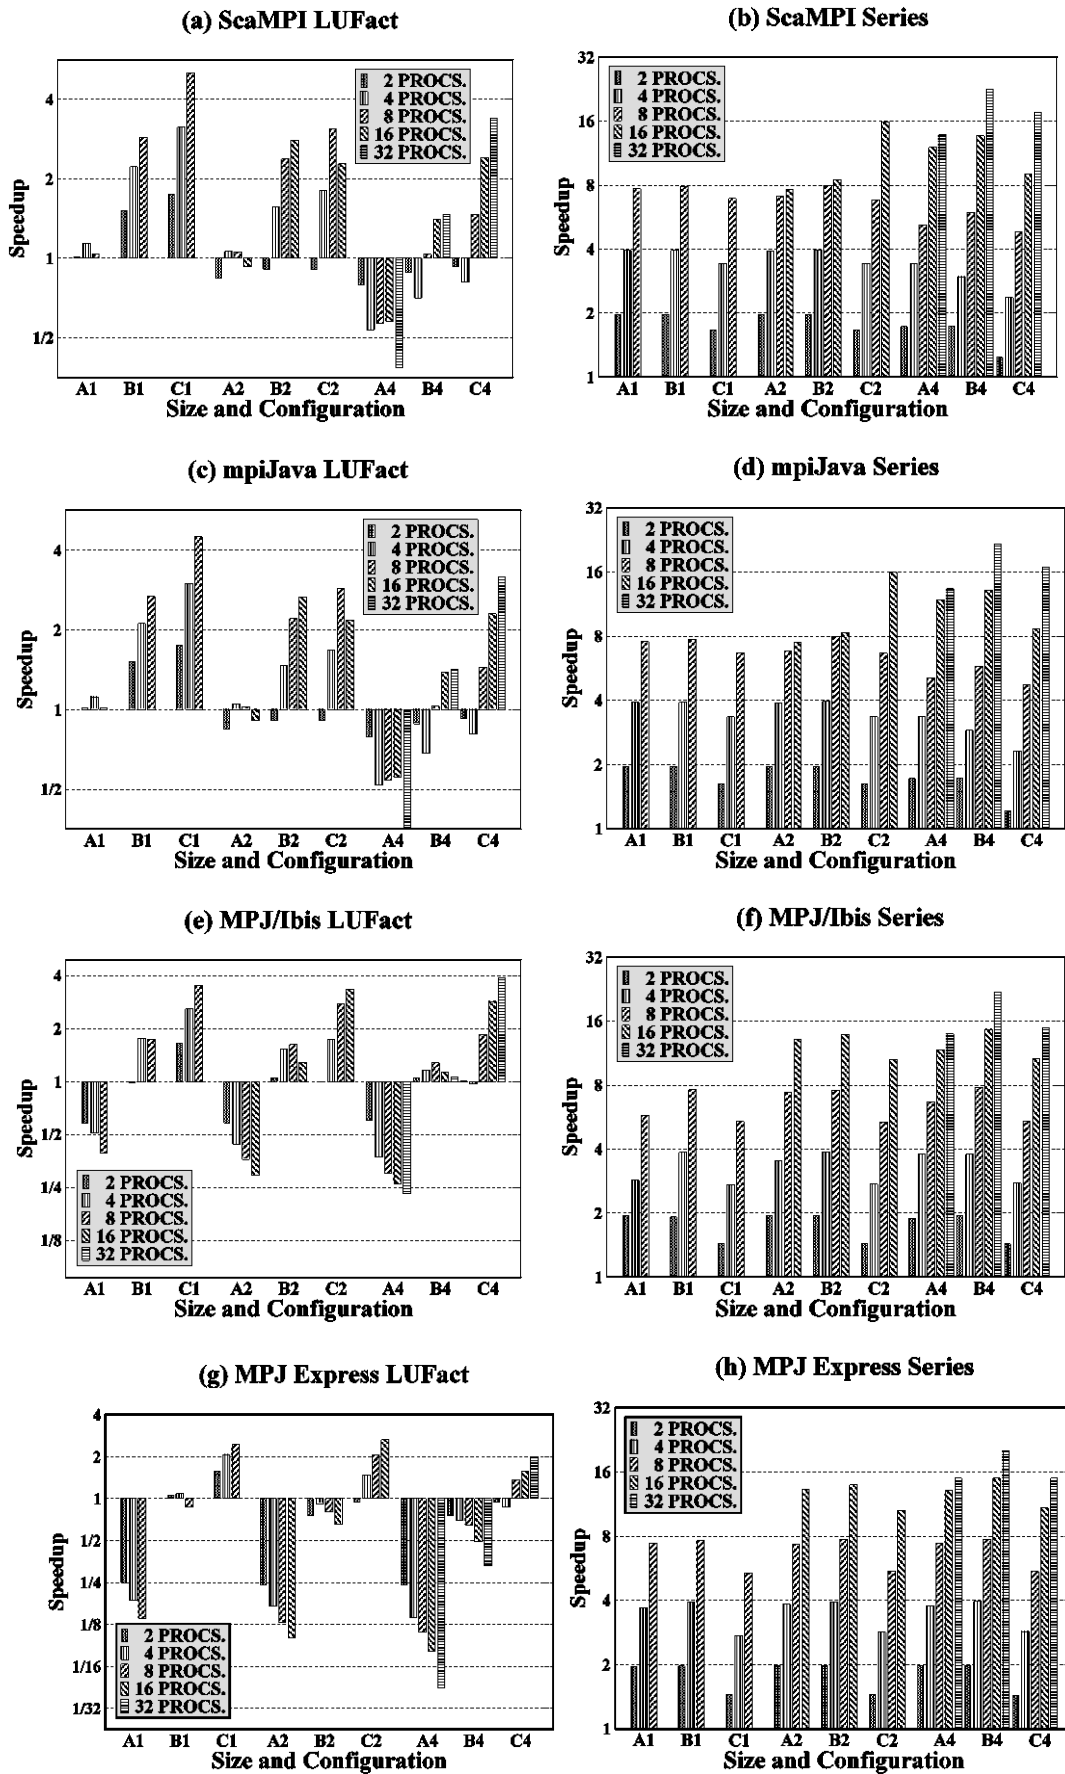 (a) ScaMPI LUFact
4
2
1
1/2
Speedup
2 PROCS.
4 PROCS.
8 PROCS.
16 PROCS.
32 PROCS.
A1 B1 C1 A2 B2 C2 A4 B4 C4
Size and Configuration
(b) ScaMPI Series
32
16
8
4
2
1
Speedup
2 PROCS.
4 PROCS.
8 PROCS.
16 PROCS.
32 PROCS.
A1 B1 C1 A2 B2 C2 A4 B4 C4
Size and Configuration
(c) mpiJava LUFact
4
2
1
1/2
Speedup
2 PROCS.
4 PROCS.
8 PROCS.
16 PROCS.
32 PROCS.
A1 B1 C1 A2 B2 C2 A4 B4 C4
Size and Configuration
(d) mpiJava Series
32
16
8
4
2
1
Speedup
2 PROCS.
4 PROCS.
8 PROCS.
16 PROCS.
32 PROCS.
A1 B1 C1 A2 B2 C2 A4 B4 C4
Size and Configuration
(e) MPJ/Ibis LUFact
4
2
1
1/2
1/4
1/8
Speedup
2 PROCS.
4 PROCS.
8 PROCS.
16 PROCS.
32 PROCS.
A1 B1 C1 A2 B2 C2 A4 B4 C4
Size and Configuration
(f) MPJ/Ibis Series
32
16
8
4
2
1
Speedup
2 PROCS.
4 PROCS.
8 PROCS.
16 PROCS.
32 PROCS.
A1 B1 C1 A2 B2 C2 A4 B4 C4
Size and Configuration
(g) MPJ Express LUFact
4
2
1
1/2
1/4
1/8
1/16
1/32
Speedup
2 PROCS.
4 PROCS.
8 PROCS.
16 PROCS.
32 PROCS.
A1 B1 C1 A2 B2 C2 A4 B4 C4
Size and Configuration
(h) MPJ Express Series
32
16
8
4
2
1
Speedup
2 PROCS.
4 PROCS.
8 PROCS.
16 PROCS.
32 PROCS.
A1 B1 C1 A2 B2 C2 A4 B4 C4
Size and Configuration